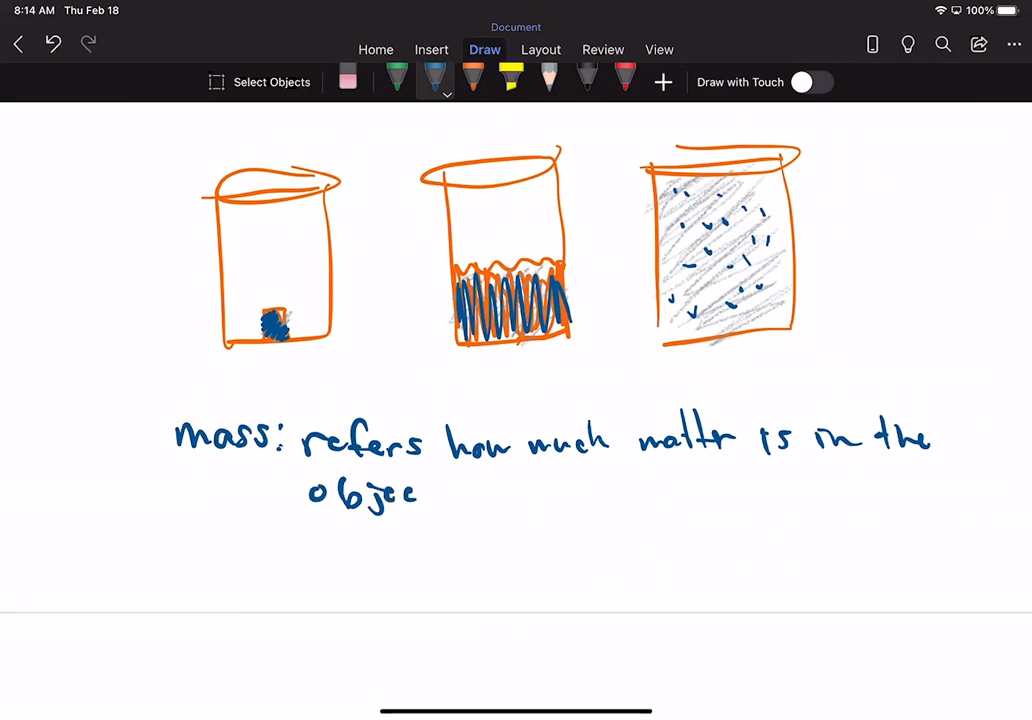 8:14 AM Thu Feb 18 100%
Document
Home Insert Draw Layout Review View
Select Objects Draw with Touch
mass: refers how much matter is in the
objec